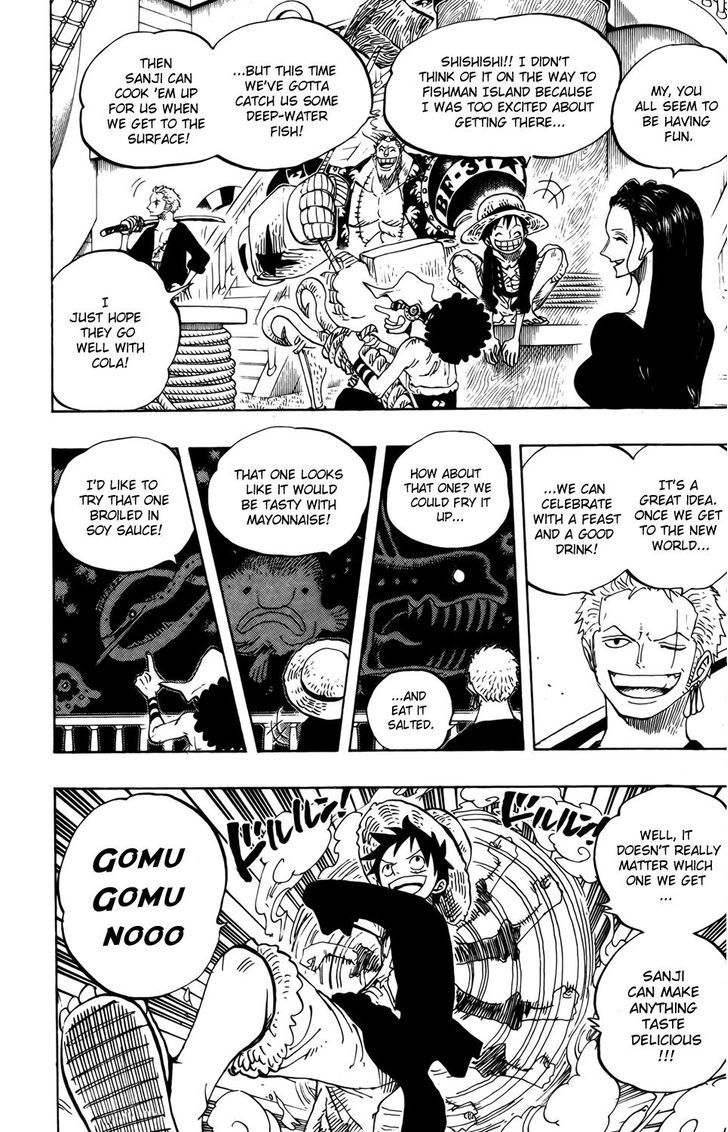 MY, YOU
ALL SEEM TO
BE HAVING
FUN.
SHISHISHI!! I DIDN'T
THINK OF IT ON THE WAY TO
FISHMAN ISLAND BECAUSE
I WAS TOO EXCITED ABOUT
GETTING THERE...
...BUT THIS TIME
WE'VE GOTTA
CATCH US SOME
DEEP-WATER
FISH!
THEN
SANJI CAN
COOK 'EM UP
FOR US WHEN
WE GET TO THE
SURFACE!
BF-37
I
JUST HOPE
THEY GO
WELL WITH
COLA!
IT'S A
GREAT IDEA.
ONCE WE GET
TO THE NEW
WORLD...
...WE CAN
CELEBRATE
WITH A FEAST
AND A GOOD
DRINK!
HOW ABOUT
THAT ONE? WE
COULD FRY IT
UP...
...AND
EAT IT
SALTED.
THAT ONE LOOKS
LIKE IT WOULD
BE TASTY WITH
MAYONNAISE!
I'D LIKE TO
TRY THAT ONE
BROILED IN
SOY SAUCE!
ドルルン!
ドルルン!
WELL, IT
DOESN'T REALLY
MATTER WHICH
ONE WE GET
...
SANJI
CAN MAKE
ANYTHING
TASTE
DELICIOUS
!!!
GOMU
GOMU
NOOO